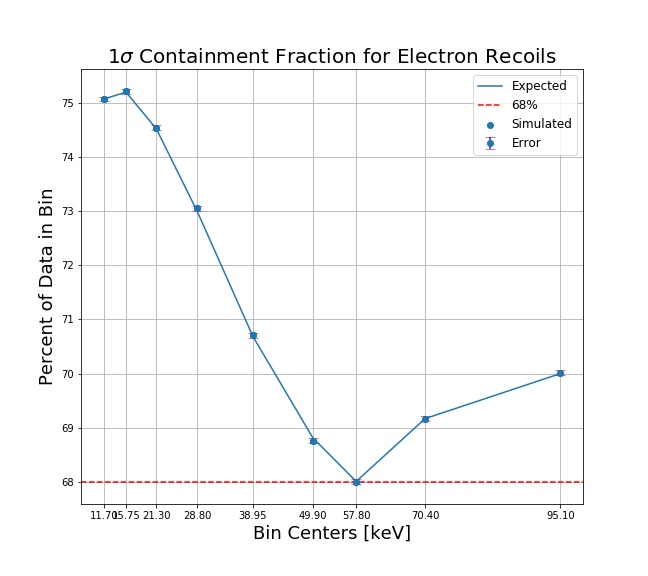 1σ Containment Fraction for Electron Recoils
Expected
68%
Simulated
Error
Percent of Data in Bin
75
74
73
72
71
70
69
68
11.70 15.75 21.30 28.80 38.95 49.90 57.80 70.40 95.10
Bin Centers [keV]